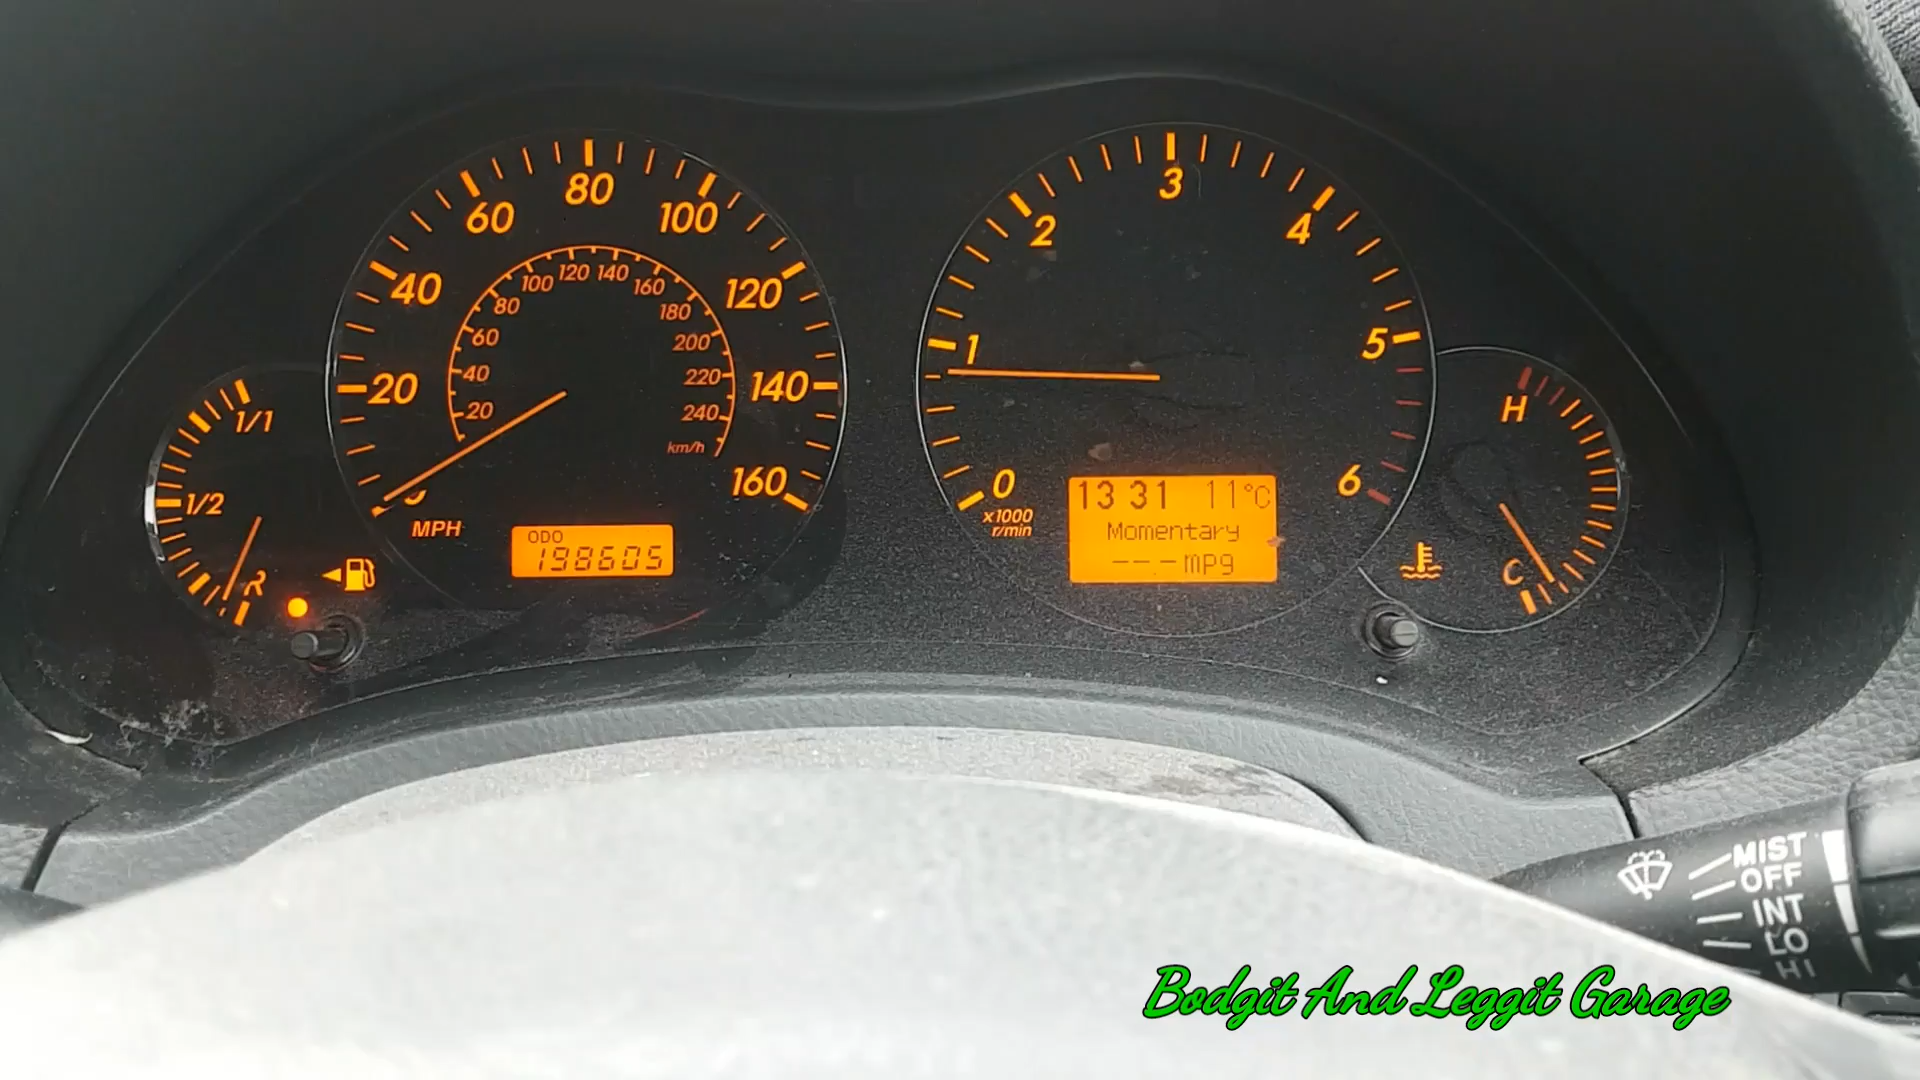 20 40 60 80 100 120 140 160
MPH
20 40 60 80 100 120 140 160 180 200 220 240
km/h
ODO
198605
1/1
1/2
R
0 1 2 3 4 5 6
x1000
r/min
13 31 11°C
Momentary
--.-mpg
H
C
MIST
OFF
INT
LO
HI
Bodgit And Leggit Garage